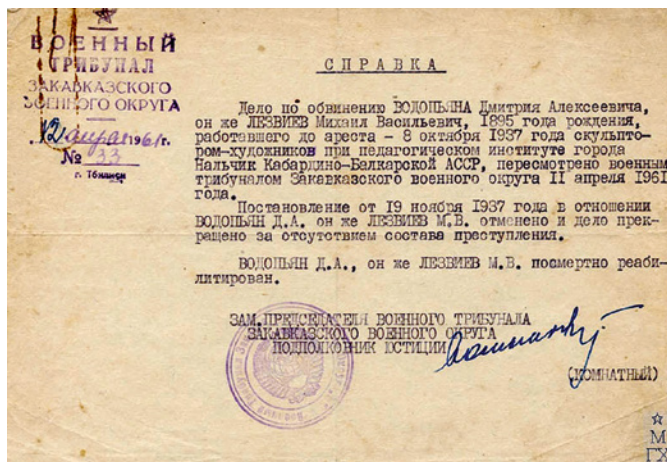 ВОЕННЫЙ
ТРИБУНАЛ
ЗАКАВКАЗСКОГО
ВОЕННОГО ОКРУГА
12 апреля 1961г.
№ 33
г. Тбилиси
СПРАВКА
Дело по обвинению ВОДОПЬЯНА Дмитрия Алексеевича,
он же ЛЕЗВИЕВ Михаил Васильевич, 1895 года рождения,
работавшего до ареста - 8 октября 1937 года скульпто-
ром-художников при педагогическом институте города
Нальчик Кабардино-Балкарской АССР, пересмотрено военным
трибуналом Закавказского военного округа II апреля 1961
года.
Постановление от 19 ноября 1937 года в отношении
ВОДОПЬЯН Д.А. он же ЛЕЗВИЕВ М.В. отменено и дело прек-
ращено за отсутствием состава преступления.
ВОДОПЬЯН Д.А., он же ЛЕЗВИЕВ М.В. посмертно реаби-
литирован.
ЗАМ.ПРЕДСЕДАТЕЛЯ ВОЕННОГО ТРИБУНАЛА
ЗАКАВКАЗСКОГО ВОЕННОГО ОКРУГА
ПОДПОЛКОВНИК ЮСТИЦИИ
(КОМНАТНЫЙ)
М
ГХ